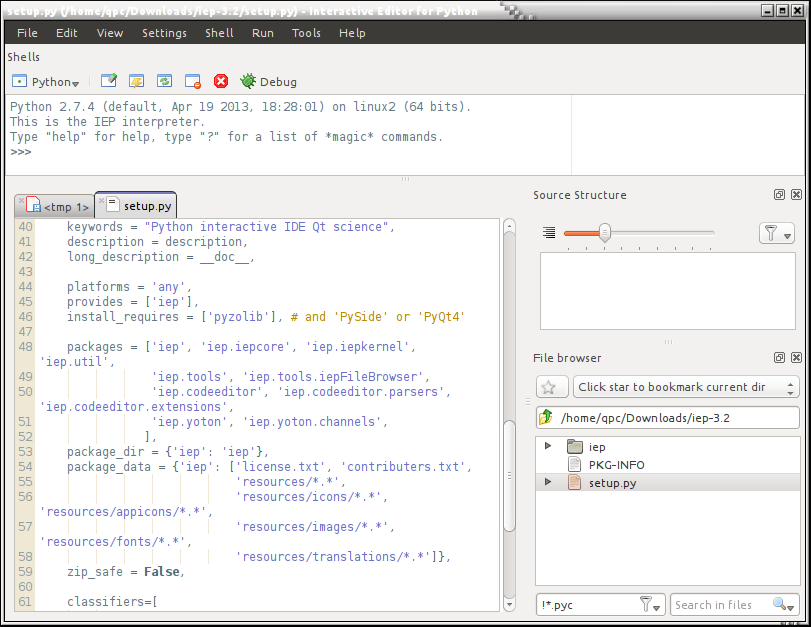 setup.py (/home/qpc/Downloads/iep-3.2/setup.py) - Interactive Editor for Python
File Edit View Settings Shell Run Tools Help
Shells
Python Debug
Python 2.7.4 (default, Apr 19 2013, 18:28:01) on linux2 (64 bits).
This is the IEP interpreter.
Type "help" for help, type "?" for a list of *magic* commands.
>>>
<tmp 1> setup.py
40 keywords = "Python interactive IDE Qt science",
41 description = description,
42 long_description = __doc__,
43
44 platforms = 'any',
45 provides = ['iep'],
46 install_requires = ['pyzolib'], # and 'PySide' or 'PyQt4'
47
48 packages = ['iep', 'iep.iepcore', 'iep.iepkernel',
'iep.util',
49 'iep.tools', 'iep.tools.iepFileBrowser',
50 'iep.codeeditor', 'iep.codeeditor.parsers',
'iep.codeeditor.extensions',
51 'iep.yoton', 'iep.yoton.channels',
52 ],
53 package_dir = {'iep': 'iep'},
54 package_data = {'iep': ['license.txt', 'contributers.txt',
55 'resources/*.*',
56 'resources/icons/*.*',
'resources/appicons/*.*',
57 'resources/images/*.*',
'resources/fonts/*.*',
58 'resources/translations/*.*']},
59 zip_safe = False,
60
61 classifiers=[
Source Structure
File browser
Click star to bookmark current dir
/home/qpc/Downloads/iep-3.2
iep
PKG-INFO
setup.py
!*.pyc Search in files